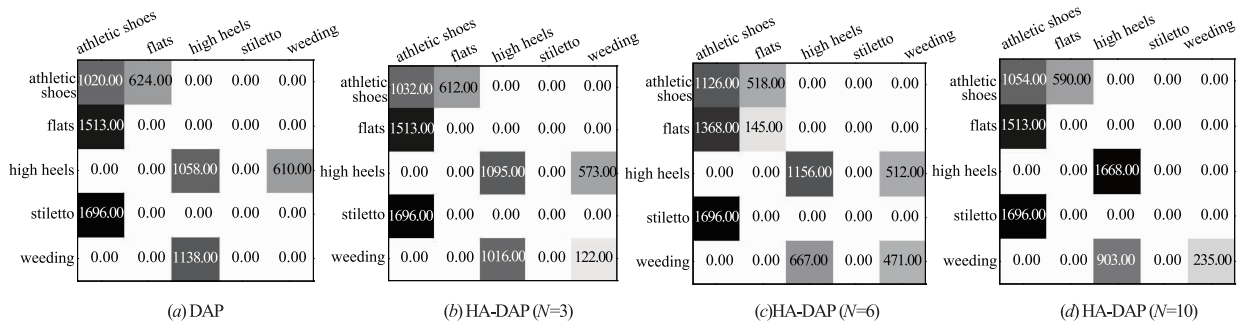 athletic shoes flats high heels stiletto weeding
athletic shoes 1020.00 624.00 0.00 0.00 0.00
flats 1513.00 0.00 0.00 0.00 0.00
high heels 0.00 0.00 1058.00 0.00 610.00
stiletto 1696.00 0.00 0.00 0.00 0.00
weeding 0.00 0.00 1138.00 0.00 0.00
(a) DAP
athletic shoes flats high heels stiletto weeding
athletic shoes 1032.00 612.00 0.00 0.00 0.00
flats 1513.00 0.00 0.00 0.00 0.00
high heels 0.00 0.00 1095.00 0.00 573.00
stiletto 1696.00 0.00 0.00 0.00 0.00
weeding 0.00 0.00 1016.00 0.00 122.00
(b) HA-DAP (N=3)
athletic shoes flats high heels stiletto weeding
athletic shoes 1126.00 518.00 0.00 0.00 0.00
flats 1368.00 145.00 0.00 0.00 0.00
high heels 0.00 0.00 1156.00 0.00 512.00
stiletto 1696.00 0.00 0.00 0.00 0.00
weeding 0.00 0.00 667.00 0.00 471.00
(c)HA-DAP (N=6)
athletic shoes flats high heels stiletto weeding
athletic shoes 1054.00 590.00 0.00 0.00 0.00
flats 1513.00 0.00 0.00 0.00 0.00
high heels 0.00 0.00 1668.00 0.00 0.00
stiletto 1696.00 0.00 0.00 0.00 0.00
weeding 0.00 0.00 903.00 0.00 235.00
(d) HA-DAP (N=10)